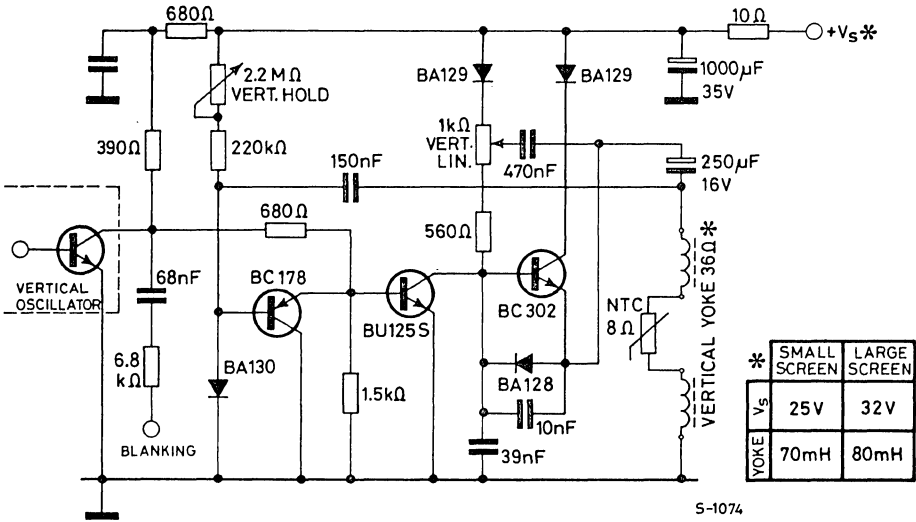 680Ω
10Ω
+Vs*
2.2MΩ
VERT. HOLD
BA129
BA129
1000µF
35V
390Ω
220kΩ
1kΩ
VERT.
LIN.
150nF
470nF
250µF
16V
680Ω
560Ω
VERTICAL
OSCILLATOR
68nF
BC178
BU125S
BC302
NTC
8Ω
VERTICAL YOKE 36Ω*
6.8
kΩ
BA130
1.5kΩ
BA128
10nF
39nF
BLANKING
* SMALL SCREEN LARGE SCREEN
Vs 25V 32V
YOKE 70mH 80mH
S-1074